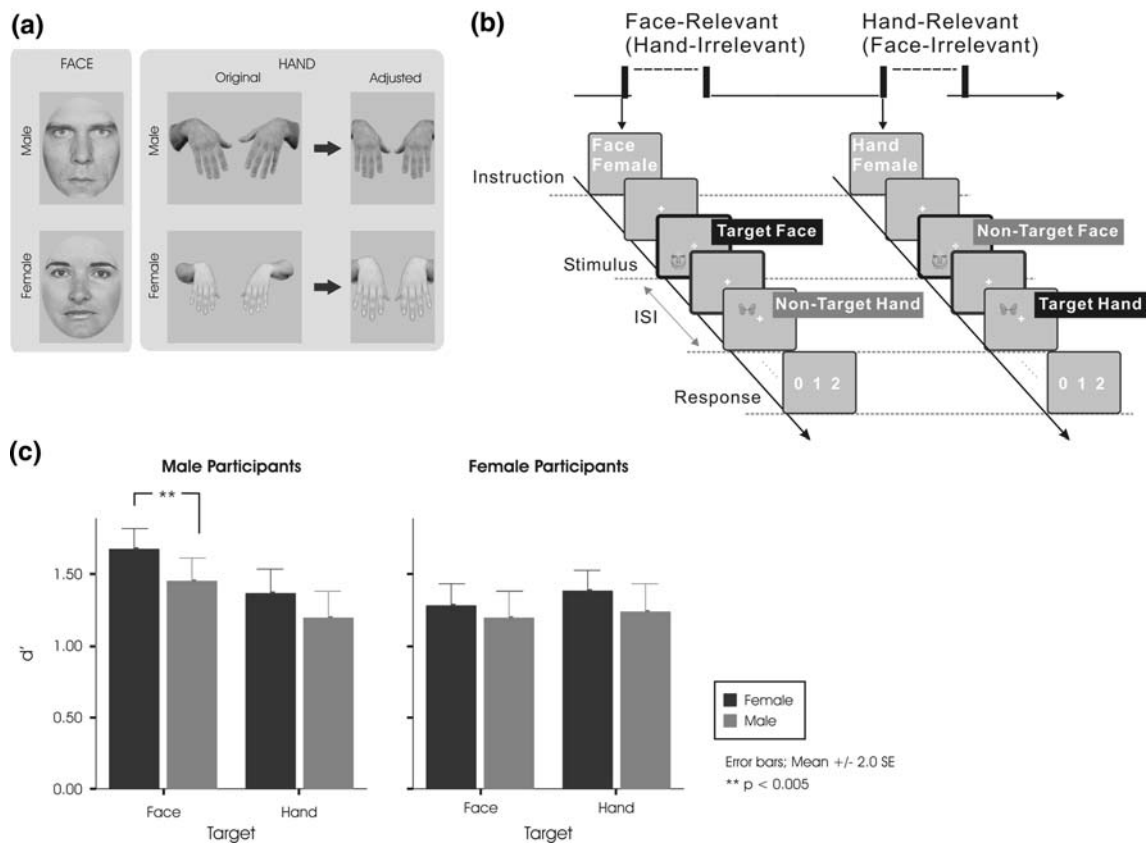 (a)
FACE
HAND
Original
Adjusted
Male
Male
Female
Female
(b)
Face-Relevant
(Hand-Irrelevant)
Hand-Relevant
(Face-Irrelevant)
Face
Female
Hand
Female
Instruction
Target Face
Non-Target Face
Stimulus
Non-Target Hand
Target Hand
ISI
0 1 2
0 1 2
Response
(c)
Male Participants
Female Participants
**
1.50
1.00
0.50
0.00
d'
Face
Hand
Face
Hand
Target
Target
Female
Male
Error bars; Mean +/- 2.0 SE
** p < 0.005